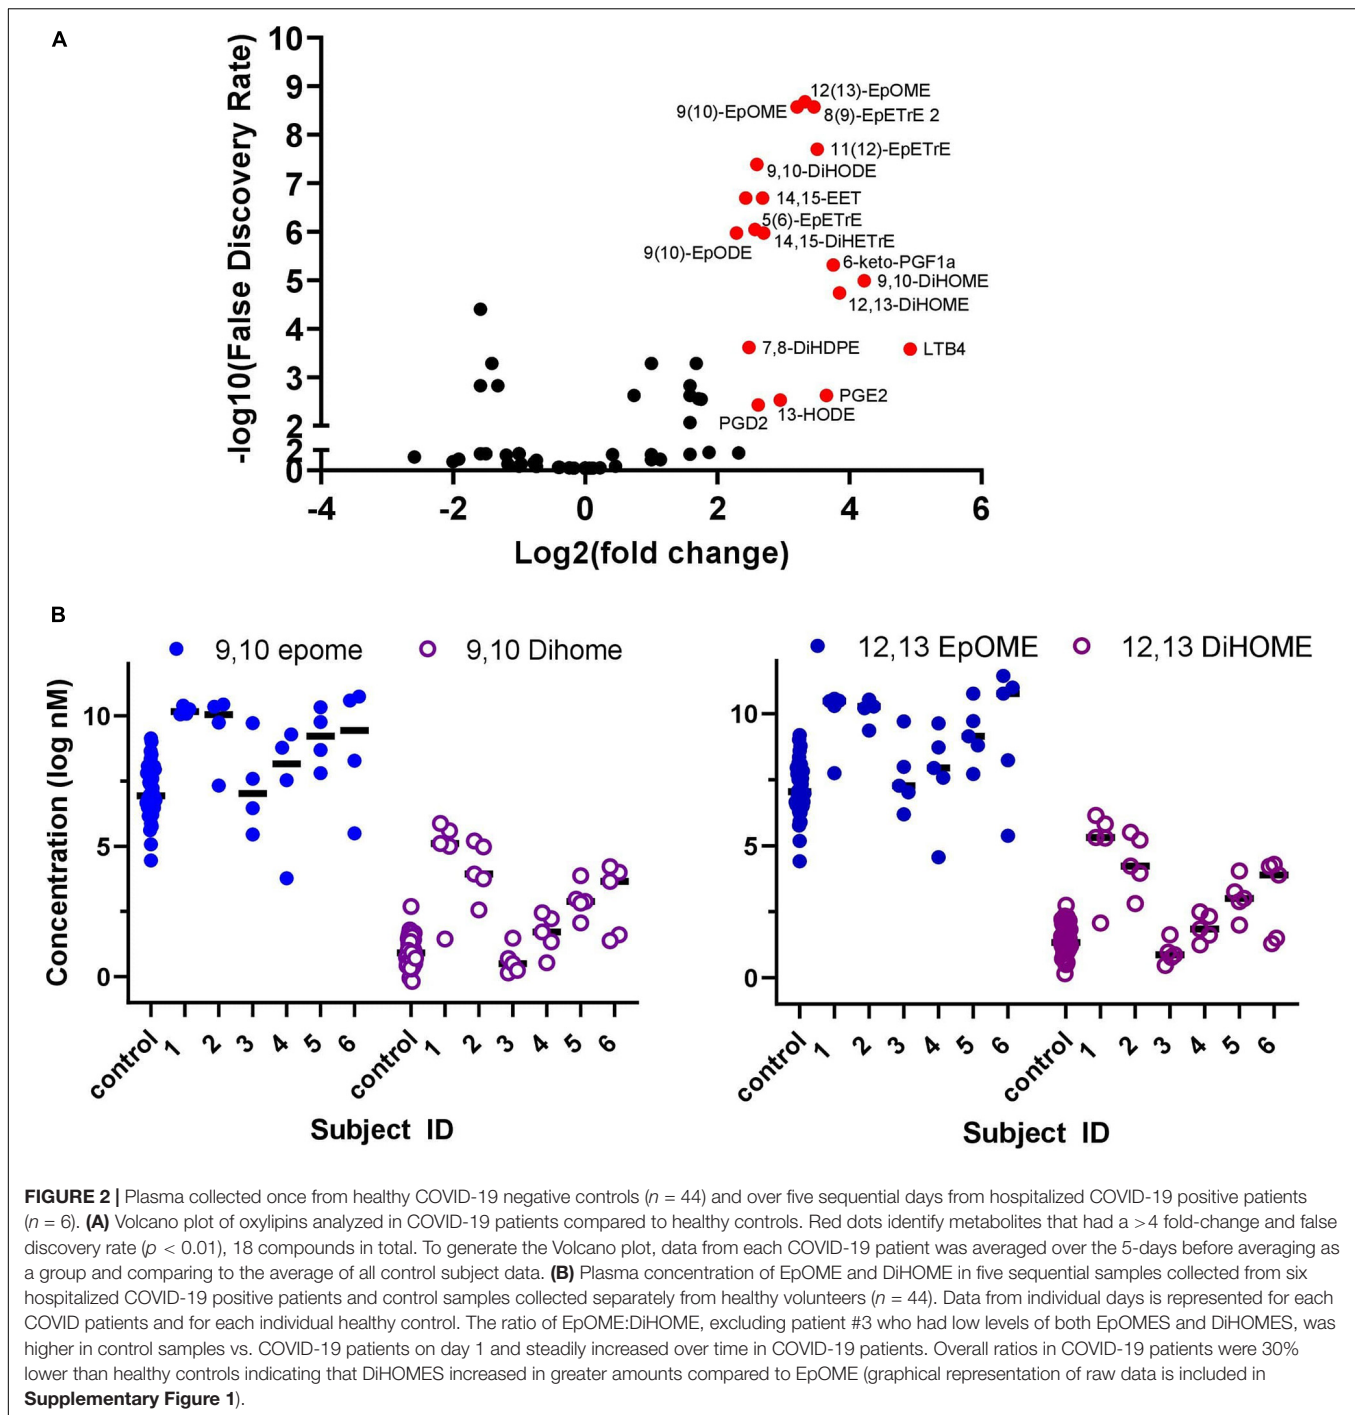 A
-log10(False Discovery Rate)
10
9
8
7
6
5
4
3
2
2
0
-4
-2
0
2
4
6
Log2(fold change)
12(13)-EpOME
9(10)-EpOME
8(9)-EpETrE 2
11(12)-EpETrE
9,10-DiHODE
14,15-EET
5(6)-EpETrE
14,15-DiHETrE
9(10)-EpODE
6-keto-PGF1a
9,10-DiHOME
12,13-DiHOME
7,8-DiHDPE
LTB4
PGE2
13-HODE
PGD2
B
9,10 epome
9,10 Dihome
Concentration (log nM)
10
5
0
control
1
2
3
4
5
6
control
1
2
3
4
5
6
Subject ID
12,13 EpOME
12,13 DiHOME
10
5
0
control
1
2
3
4
5
6
control
1
2
3
4
5
6
Subject ID
FIGURE 2 | Plasma collected once from healthy COVID-19 negative controls (n = 44) and over five sequential days from hospitalized COVID-19 positive patients
(n = 6). (A) Volcano plot of oxylipins analyzed in COVID-19 patients compared to healthy controls. Red dots identify metabolites that had a >4 fold-change and false
discovery rate (p < 0.01), 18 compounds in total. To generate the Volcano plot, data from each COVID-19 patient was averaged over the 5-days before averaging as
a group and comparing to the average of all control subject data. (B) Plasma concentration of EpOME and DiHOME in five sequential samples collected from six
hospitalized COVID-19 positive patients and control samples collected separately from healthy volunteers (n = 44). Data from individual days is represented for each
COVID patients and for each individual healthy control. The ratio of EpOME:DiHOME, excluding patient #3 who had low levels of both EpOMES and DiHOMES, was
higher in control samples vs. COVID-19 patients on day 1 and steadily increased over time in COVID-19 patients. Overall ratios in COVID-19 patients were 30%
lower than healthy controls indicating that DiHOMES increased in greater amounts compared to EpOME (graphical representation of raw data is included in
Supplementary Figure 1).